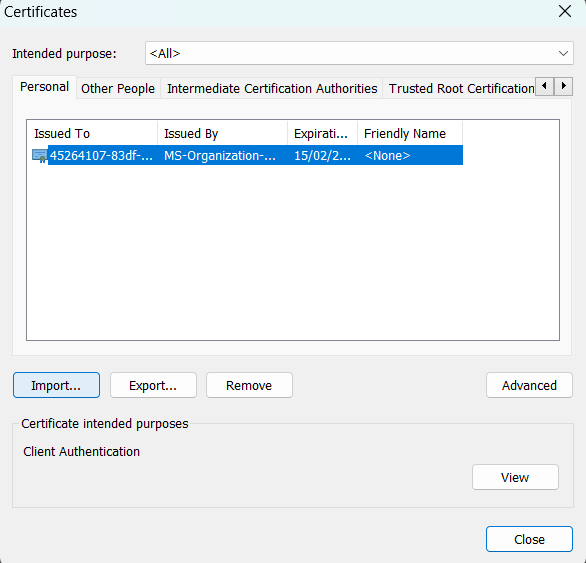 Certificates
Intended purpose: <All>
Personal Other People Intermediate Certification Authorities Trusted Root Certification
Issued To Issued By Expirati... Friendly Name
45264107-83df-... MS-Organization-... 15/02/2... <None>
Import... Export... Remove Advanced
Certificate intended purposes
Client Authentication
View
Close